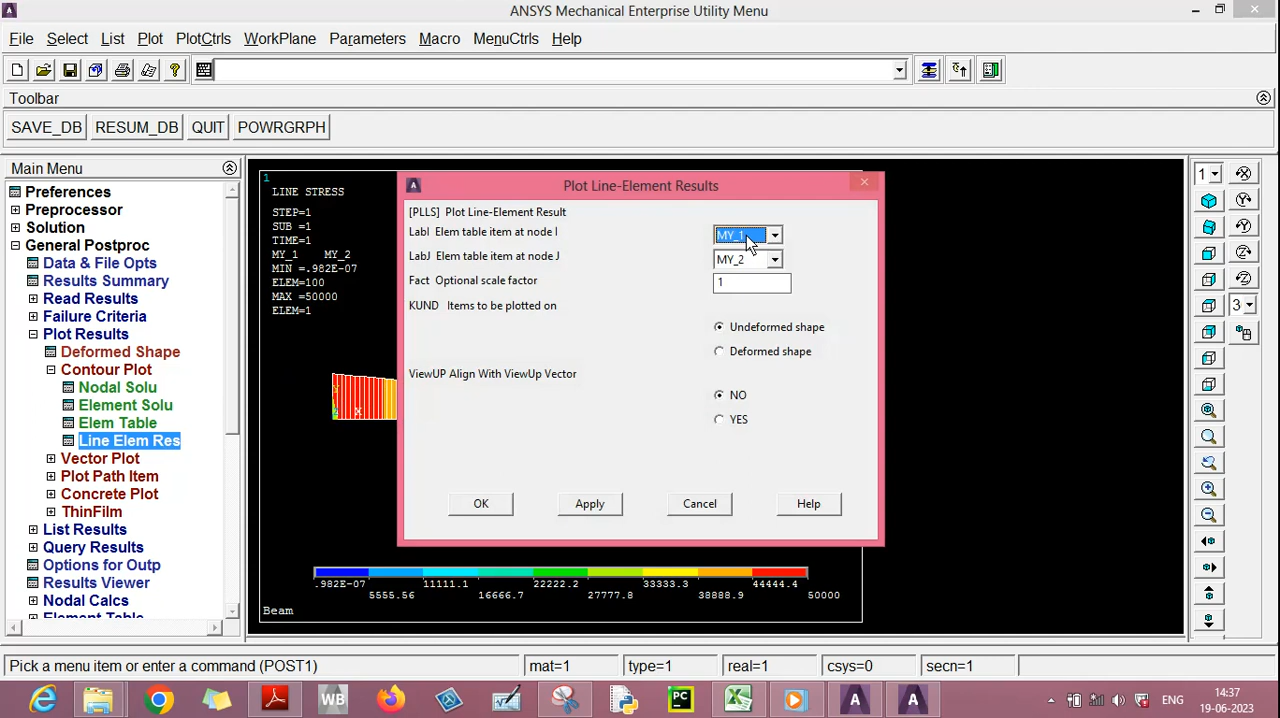 ANSYS Mechanical Enterprise Utility Menu
File Select List Plot PlotCtrls WorkPlane Parameters Macro MenuCtrls Help
Toolbar
SAVE_DB RESUM_DB QUIT POWRGRPH
Main Menu
Preferences
Preprocessor
Solution
General Postproc
Data & File Opts
Results Summary
Read Results
Failure Criteria
Plot Results
Deformed Shape
Contour Plot
Nodal Solu
Element Solu
Elem Table
Line Elem Res
Vector Plot
Plot Path Item
Concrete Plot
ThinFilm
List Results
Query Results
Options for Outp
Results Viewer
Nodal Calcs
Element Table
1
LINE STRESS
STEP=1
SUB =1
TIME=1
MY_1 MY_2
MIN =.982E-07
ELEM=100
MAX =50000
ELEM=1
X
Plot Line-Element Results
[PLLS] Plot Line-Element Result
LabI Elem table item at node I
MY_1
LabJ Elem table item at node J
MY_2
Fact Optional scale factor
1
KUND Items to be plotted on
Undeformed shape
Deformed shape
ViewUP Align With ViewUp Vector
NO
YES
OK Apply Cancel Help
.982E-07 11111.1 22222.2 33333.3 44444.4
5555.56 16666.7 27777.8 38888.9 50000
Beam
1
3
Pick a menu item or enter a command (POST1) mat=1 type=1 real=1 csys=0 secn=1
WB
PC
ENG
14:37
19-06-2023